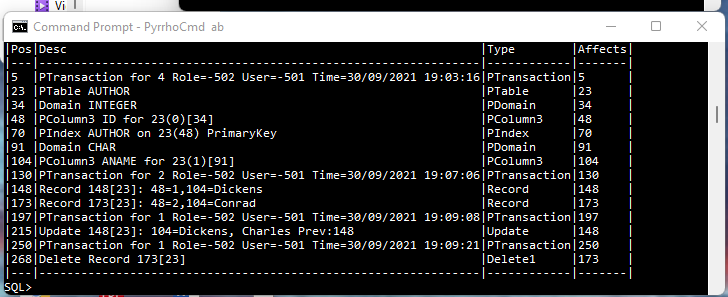 Vi
Command Prompt - PyrrhoCmd ab
|Pos|Desc                                                              |Type        |Affects|
|---|------------------------------------------------------------------|------------|-------|
|5  |PTransaction for 4 Role=-502 User=-501 Time=30/09/2021 19:03:16|PTransaction|5      |
|23 |PTable AUTHOR                                                     |PTable      |23     |
|34 |Domain INTEGER                                                    |PDomain     |34     |
|48 |PColumn3 ID for 23(0)[34]                                         |PColumn3    |48     |
|70 |PIndex AUTHOR on 23(48) PrimaryKey                                |PIndex      |70     |
|91 |Domain CHAR                                                       |PDomain     |91     |
|104|PColumn3 ANAME for 23(1)[91]                                      |PColumn3    |104    |
|130|PTransaction for 2 Role=-502 User=-501 Time=30/09/2021 19:07:06|PTransaction|130    |
|148|Record 148[23]: 48=1,104=Dickens                                  |Record      |148    |
|173|Record 173[23]: 48=2,104=Conrad                                   |Record      |173    |
|197|PTransaction for 1 Role=-502 User=-501 Time=30/09/2021 19:09:08|PTransaction|197    |
|215|Update 148[23]: 104=Dickens, Charles Prev:148                     |Update      |148    |
|250|PTransaction for 1 Role=-502 User=-501 Time=30/09/2021 19:09:21|PTransaction|250    |
|268|Delete Record 173[23]                                             |Delete1     |173    |
|---|------------------------------------------------------------------|------------|-------|
SQL>